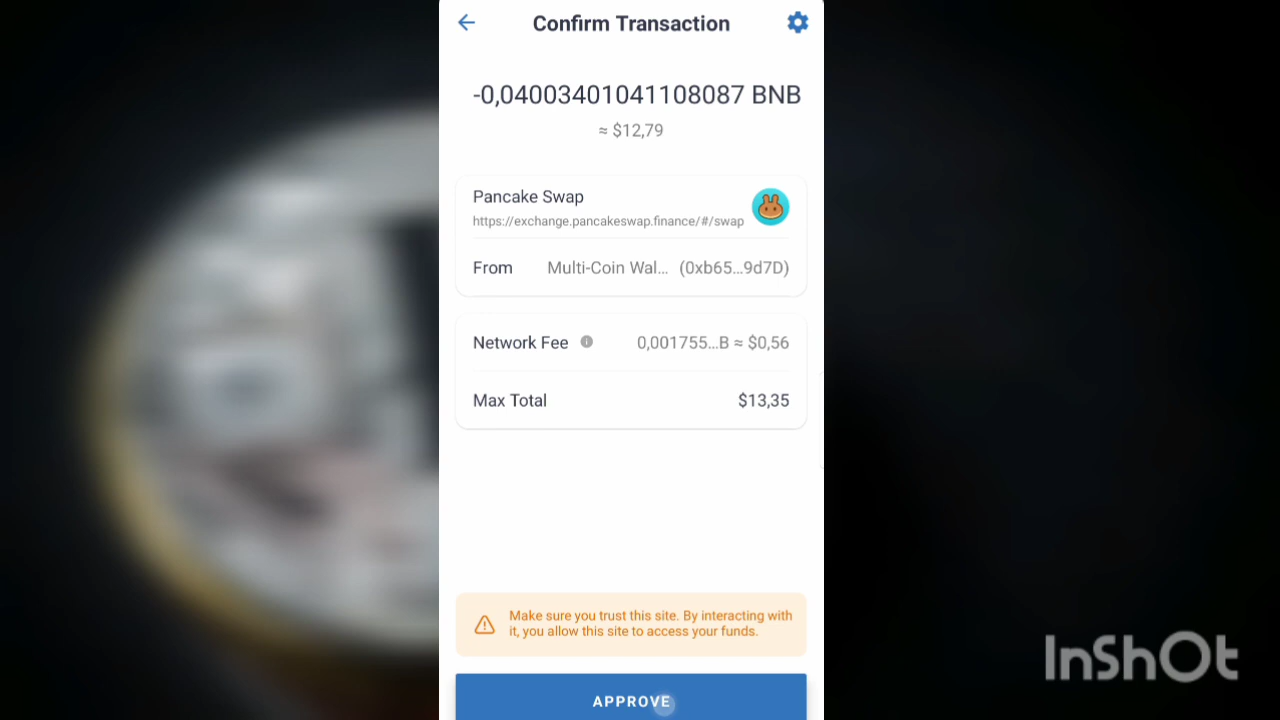 Confirm Transaction
-0,04003401041108087 BNB
≈ $12,79
Pancake Swap
https://exchange.pancakeswap.finance/#/swap
From Multi-Coin Wal... (0xb65...9d7D)
Network Fee 0,001755...B ≈ $0,56
Max Total $13,35
Make sure you trust this site. By interacting with
it, you allow this site to access your funds.
APPROVE
InShOt